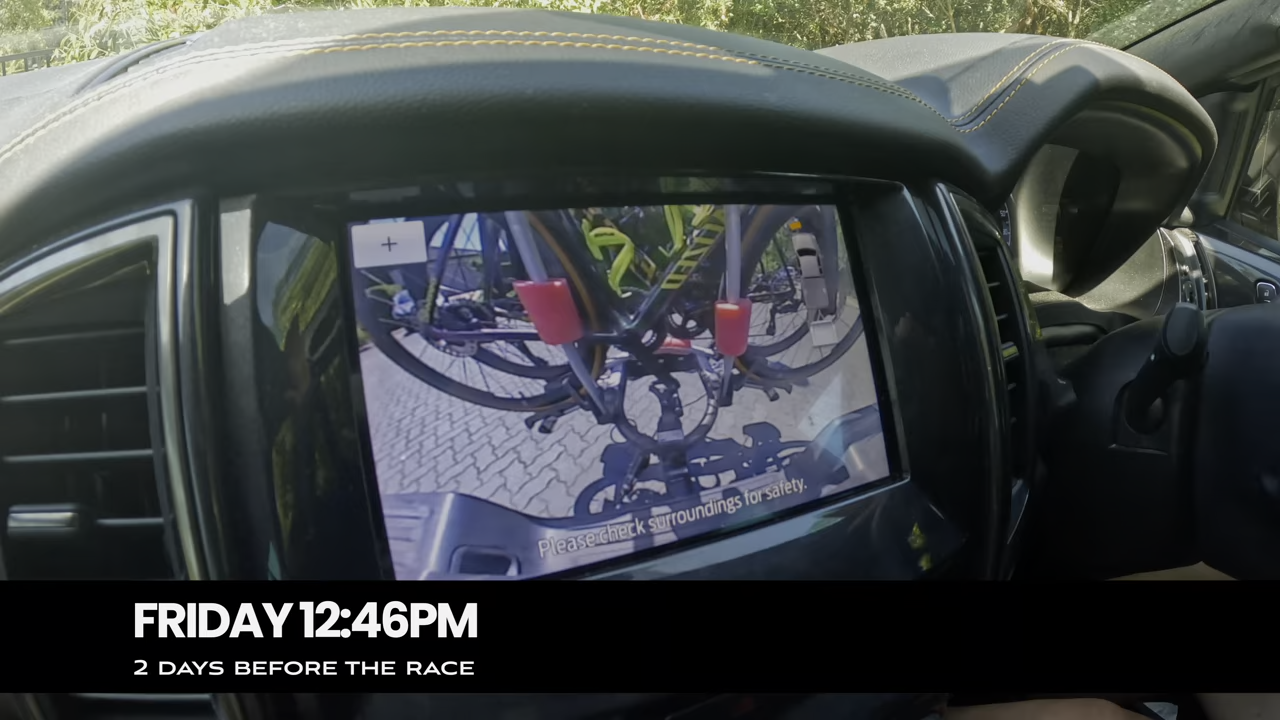 +
Please check surroundings for safety.
FRIDAY 12:46PM
2 DAYS BEFORE THE RACE